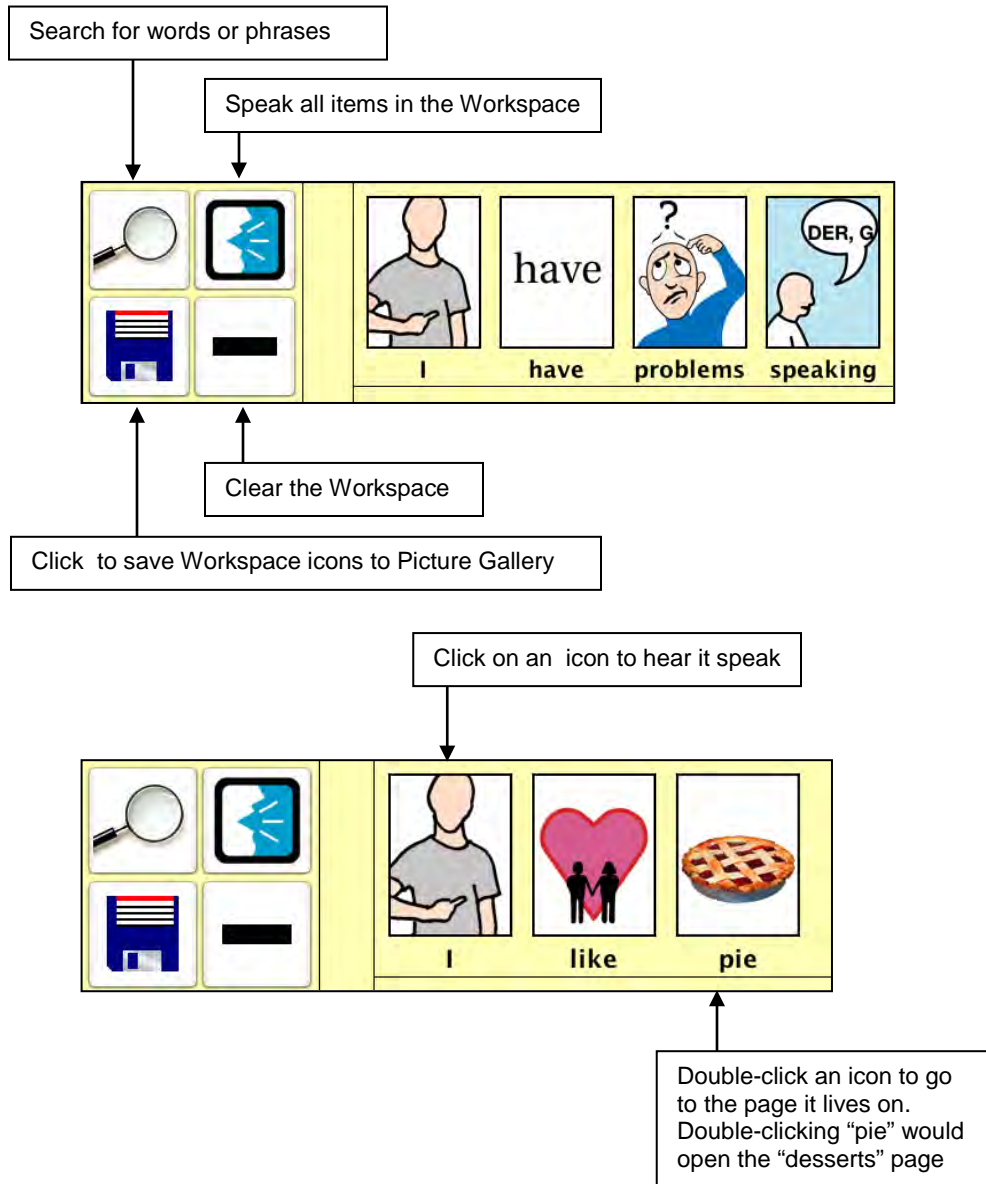 Search for words or phrases
Speak all items in the Workspace
DER, G
have
I have problems speaking
Clear the Workspace
Click to save Workspace icons to Picture Gallery
Click on an icon to hear it speak
I like pie
Double-click an icon to go
to the page it lives on.
Double-clicking “pie” would
open the “desserts” page